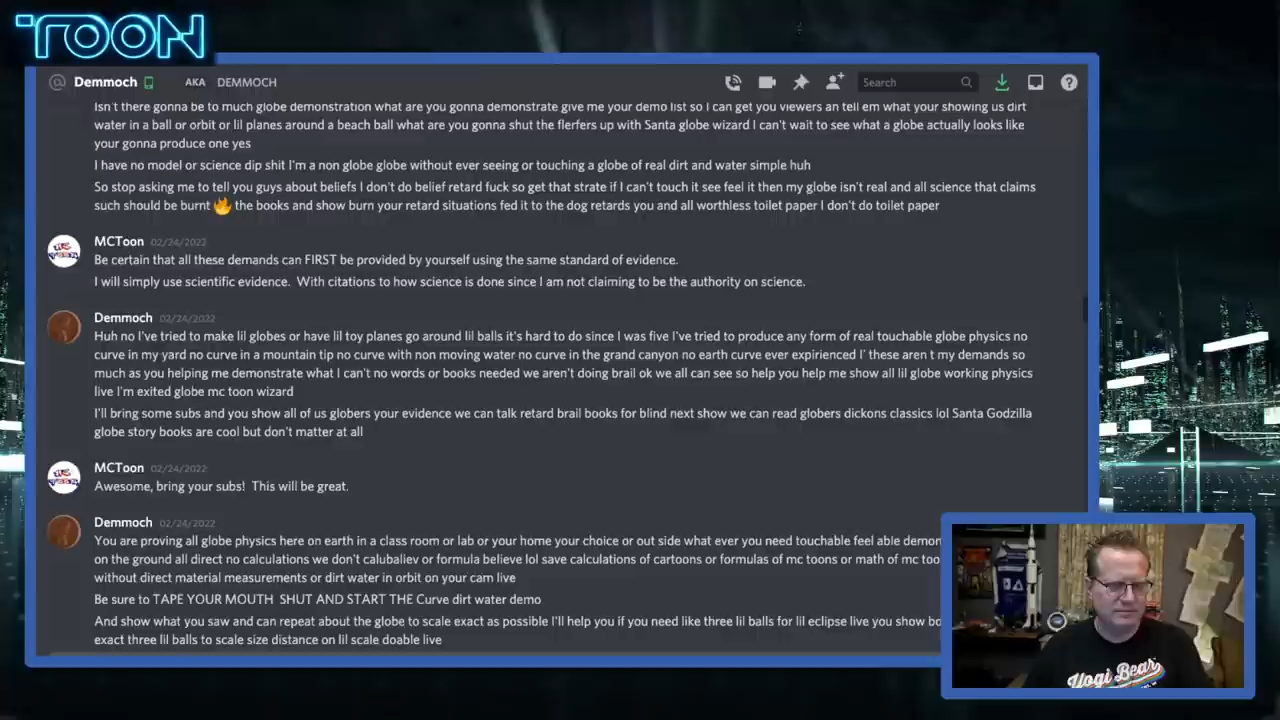 TOON
@ Demmoch AKA DEMMOCH Search
Isn't there gonna be to much globe demonstration what are you gonna demonstrate give me your demo list so I can get you viewers an tell em what your showing us dirt
water in a ball or orbit or lil planes around a beach ball what are you gonna shut the flerfers up with Santa globe wizard I can't wait to see what a globe actually looks like
your gonna produce one yes
I have no model or science dip shit I'm a non globe globe without ever seeing or touching a globe of real dirt and water simple huh
So stop asking me to tell you guys about beliefs I don't do belief retard fuck so get that strate if I can't touch it see feel it then my globe isn't real and all science that claims
such should be burnt 🔥 the books and show burn your retard situations fed it to the dog retards you and all worthless toilet paper I don't do toilet paper
MCToon 02/24/2022
Be certain that all these demands can FIRST be provided by yourself using the same standard of evidence.
I will simply use scientific evidence. With citations to how science is done since I am not claiming to be the authority on science.
Demmoch 02/24/2022
Huh no I've tried to make lil globes or have lil toy planes go around lil balls it's hard to do since I was five I've tried to produce any form of real touchable globe physics no
curve in my yard no curve in a mountain tip no curve with non moving water no curve in the grand canyon no earth curve ever expirienced I' these aren t my demands so
much as you helping me demonstrate what I can't no words or books needed we aren't doing brail ok we all can see so help you help me show all lil globe working physics
live I'm exited globe mc toon wizard
I'll bring some subs and you show all of us globers your evidence we can talk retard brail books for blind next show we can read globers dickons classics lol Santa Godzilla
globe story books are cool but don't matter at all
MCToon 02/24/2022
Awesome, bring your subs! This will be great.
Demmoch 02/24/2022
You are proving all globe physics here on earth in a class room or lab or your home your choice or out side what ever you need touchable feel able demon
on the ground all direct no calculations we don't calubaliev or formula believe lol save calculations of cartoons or formulas of mc toons or math of mc too
without direct material measurements or dirt water in orbit on your cam live
Be sure to TAPE YOUR MOUTH SHUT AND START THE Curve dirt water demo
And show what you saw and can repeat about the globe to scale exact as possible I'll help you if you need like three lil balls for lil eclipse live you show bo
exact three lil balls to scale size distance on lil scale doable live
Yogi Bear